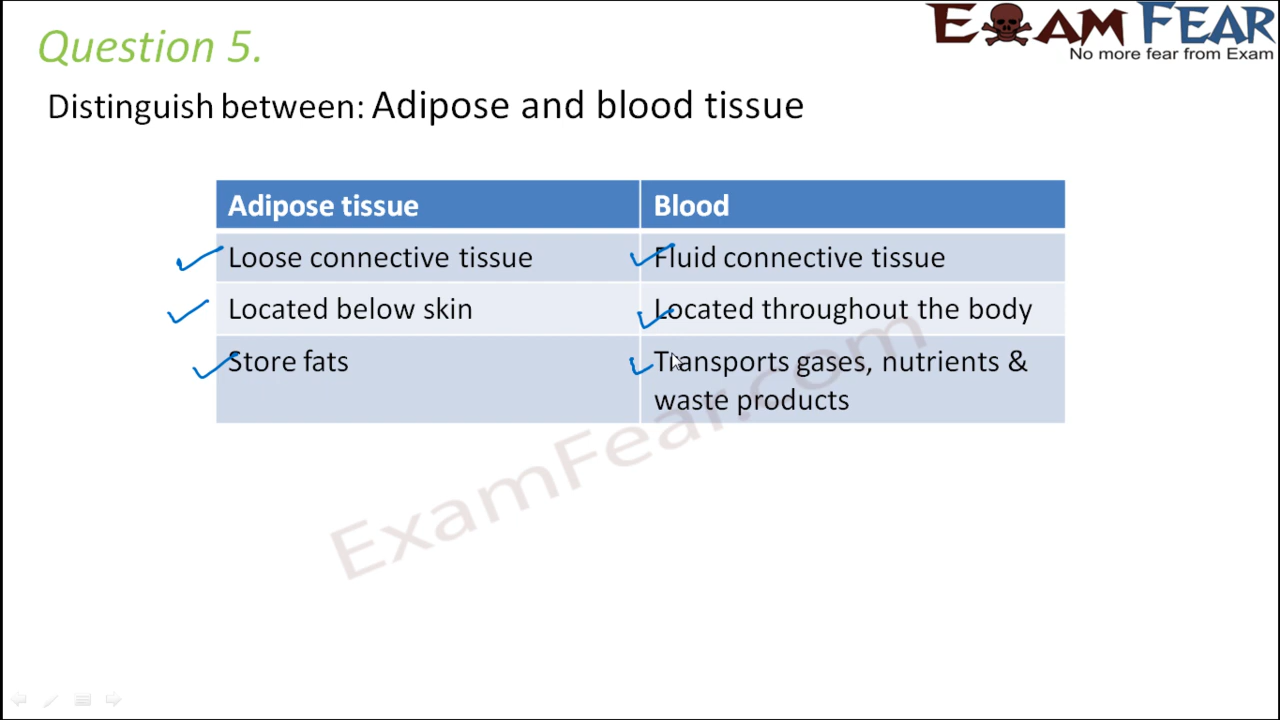 Question 5.
EXAM FEAR
No more fear from Exam
Distinguish between: Adipose and blood tissue
Adipose tissue
Blood
Loose connective tissue
Fluid connective tissue
Located below skin
Located throughout the body
Store fats
Transports gases, nutrients &
waste products
ExamFear.com